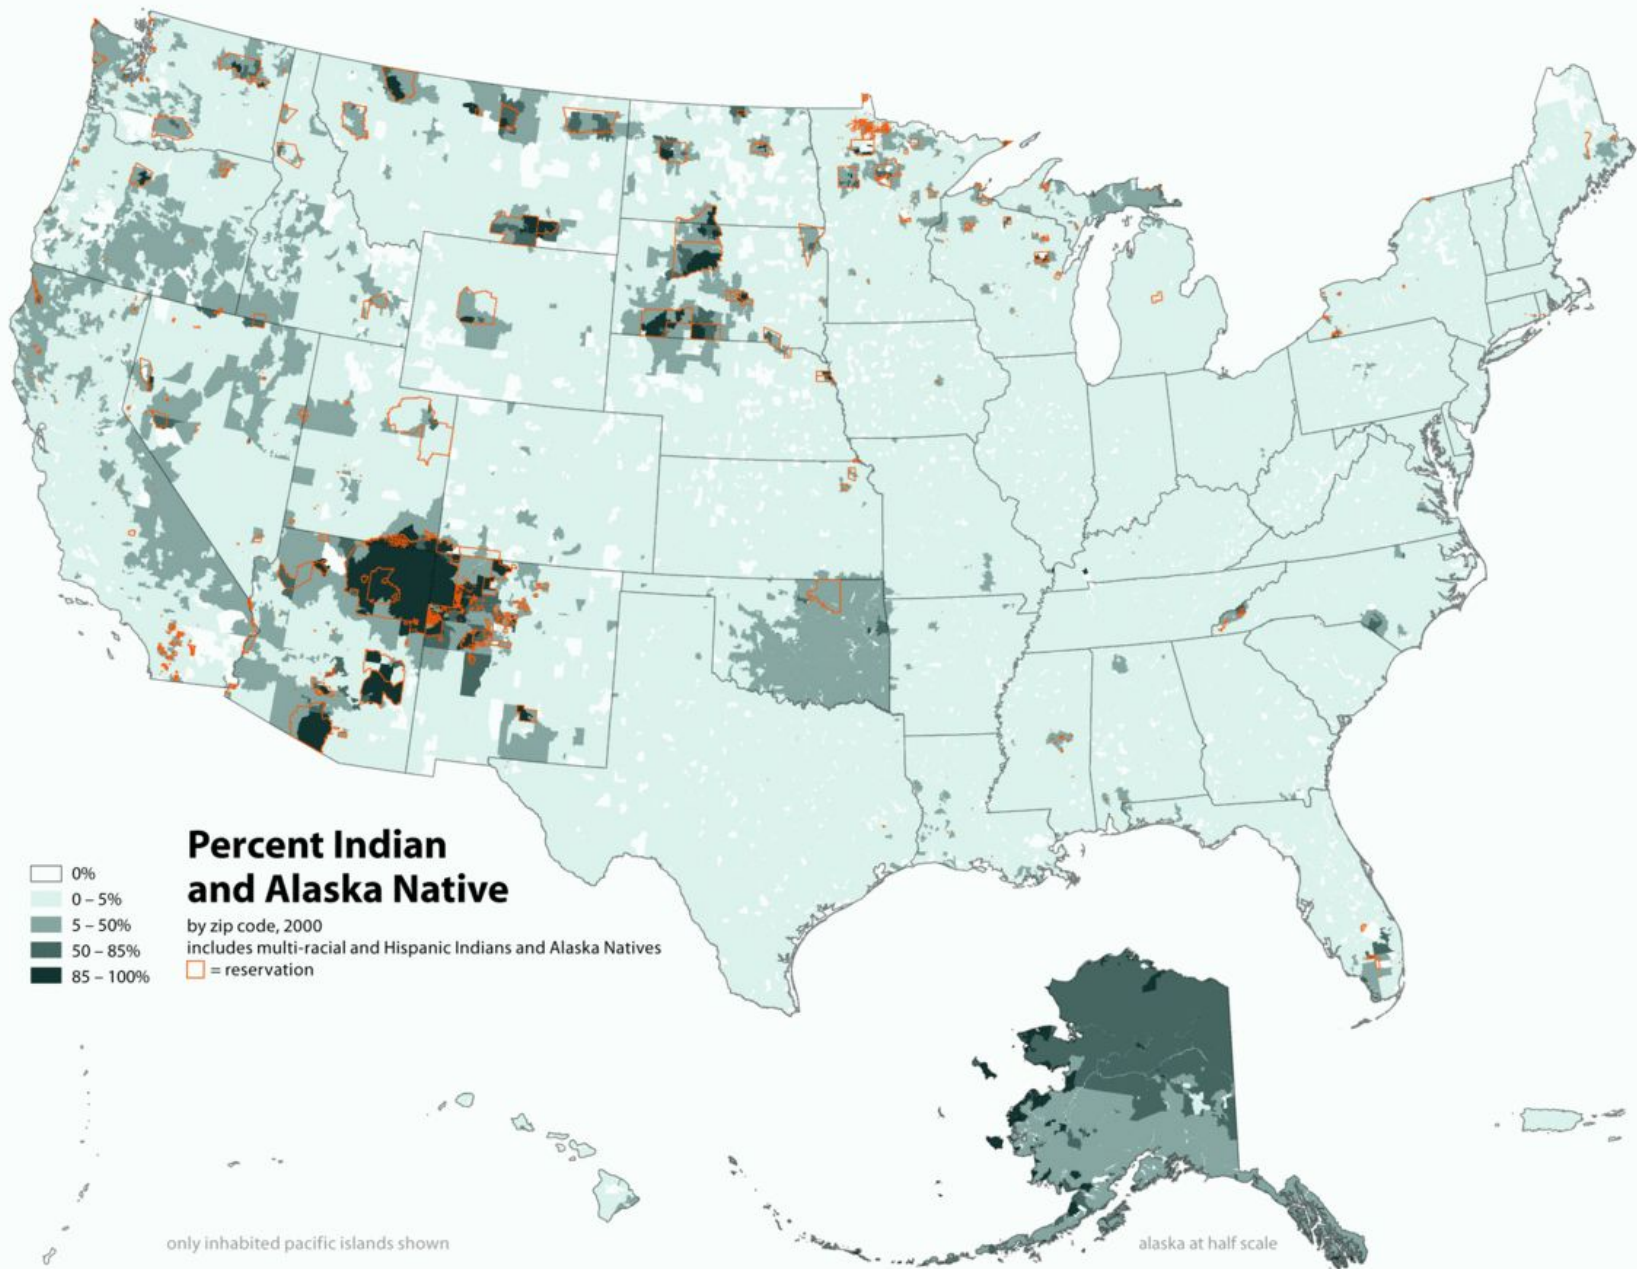 Percent Indian
and Alaska Native
by zip code, 2000
includes multi-racial and Hispanic Indians and Alaska Natives
= reservation
0%
0 – 5%
5 – 50%
50 – 85%
85 – 100%
only inhabited pacific islands shown
alaska at half scale